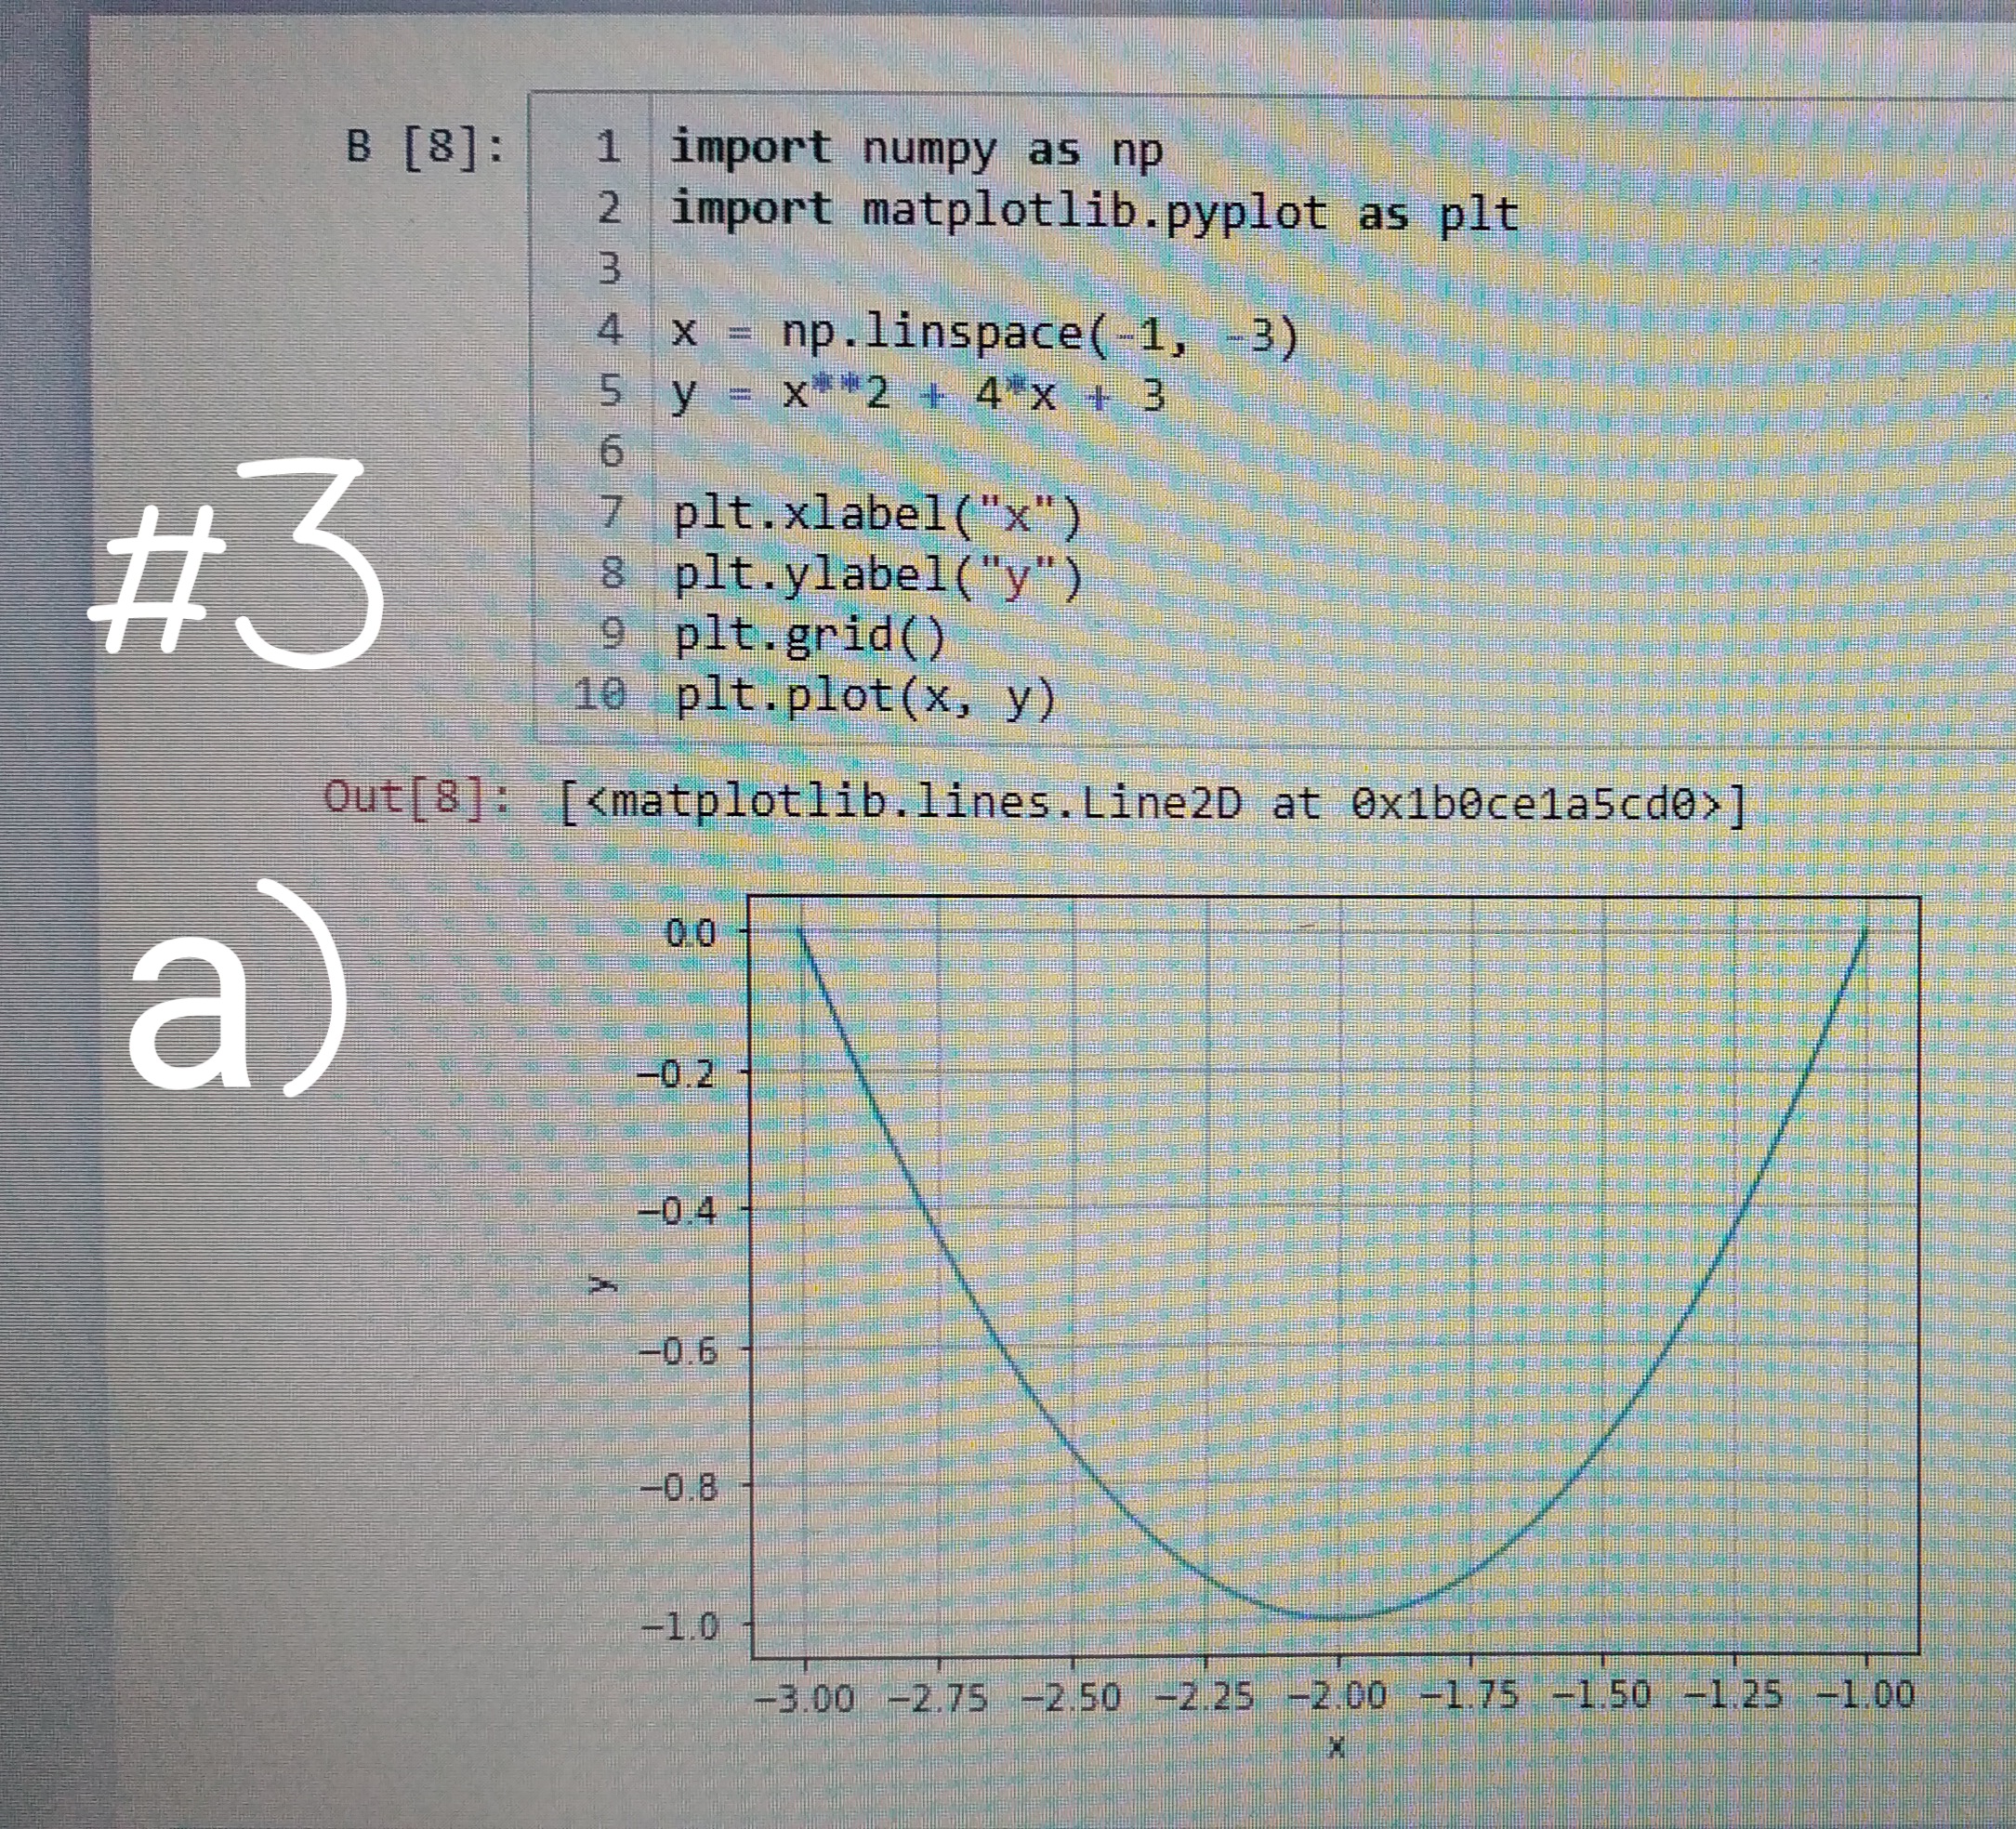 B [8]:
1 import numpy as np
2 import matplotlib.pyplot as plt
3
4 x = np.linspace(-1, -3)
5 y = x**2 + 4*x + 3
6
#3
7 plt.xlabel("x")
8 plt.ylabel("y")
9 plt.grid()
10 plt.plot(x, y)
Out[8]: [<matplotlib.lines.Line2D at 0x1b0ce1a5cd0>]
a)
0.0
−0.2
−0.4
y
−0.6
−0.8
−1.0
−3.00 −2.75 −2.50 −2.25 −2.00 −1.75 −1.50 −1.25 −1.00
x